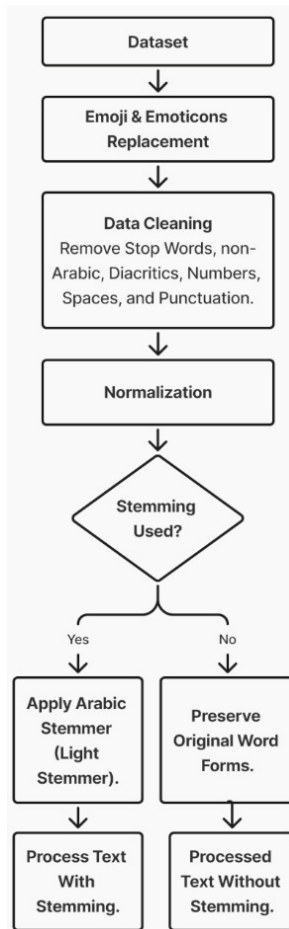 Dataset
Emoji & Emoticons
Replacement
Data Cleaning
Remove Stop Words, non-
Arabic, Diacritics, Numbers,
Spaces, and Punctuation.
Normalization
Stemming
Used?
Yes
No
Apply Arabic
Stemmer
(Light
Stemmer).
Preserve
Original Word
Forms.
Process Text
With
Stemming.
Processed
Text Without
Stemming.